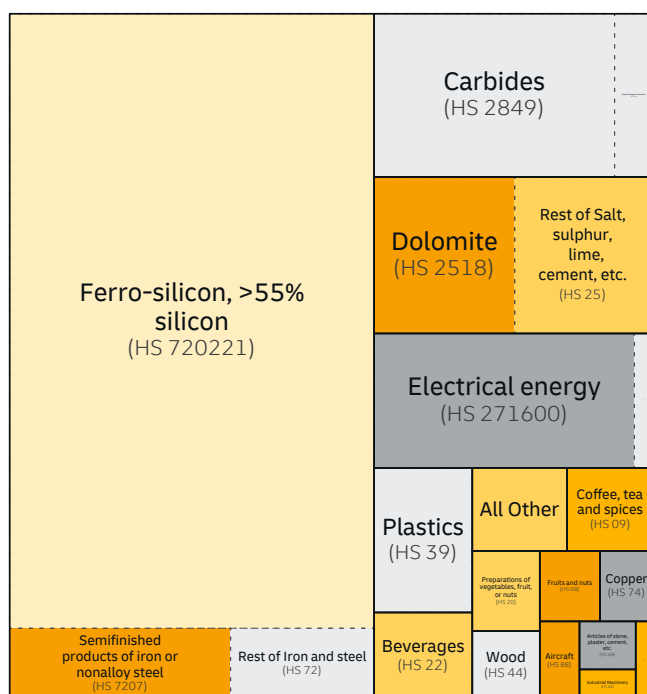 Ferro-silicon, >55%
silicon
(HS 720221)
Semifinished
products of iron or
nonalloy steel
(HS 7207)
Rest of Iron and steel
(HS 72)
Carbides
(HS 2849)
Dolomite
(HS 2518)
Rest of Salt,
sulphur,
lime,
cement, etc.
(HS 25)
Electrical energy
(HS 271600)
Plastics
(HS 39)
Beverages
(HS 22)
All Other
Coffee, tea
and spices
(HS 09)
Preparations of
vegetables, fruit,
or nuts
(HS 20)
Fruits and nuts
(HS 08)
Copper
(HS 74)
Wood
(HS 44)
Aircraft
(HS 88)
Articles of stone,
plaster, cement,
etc.
(HS 68)
Industrial Machinery